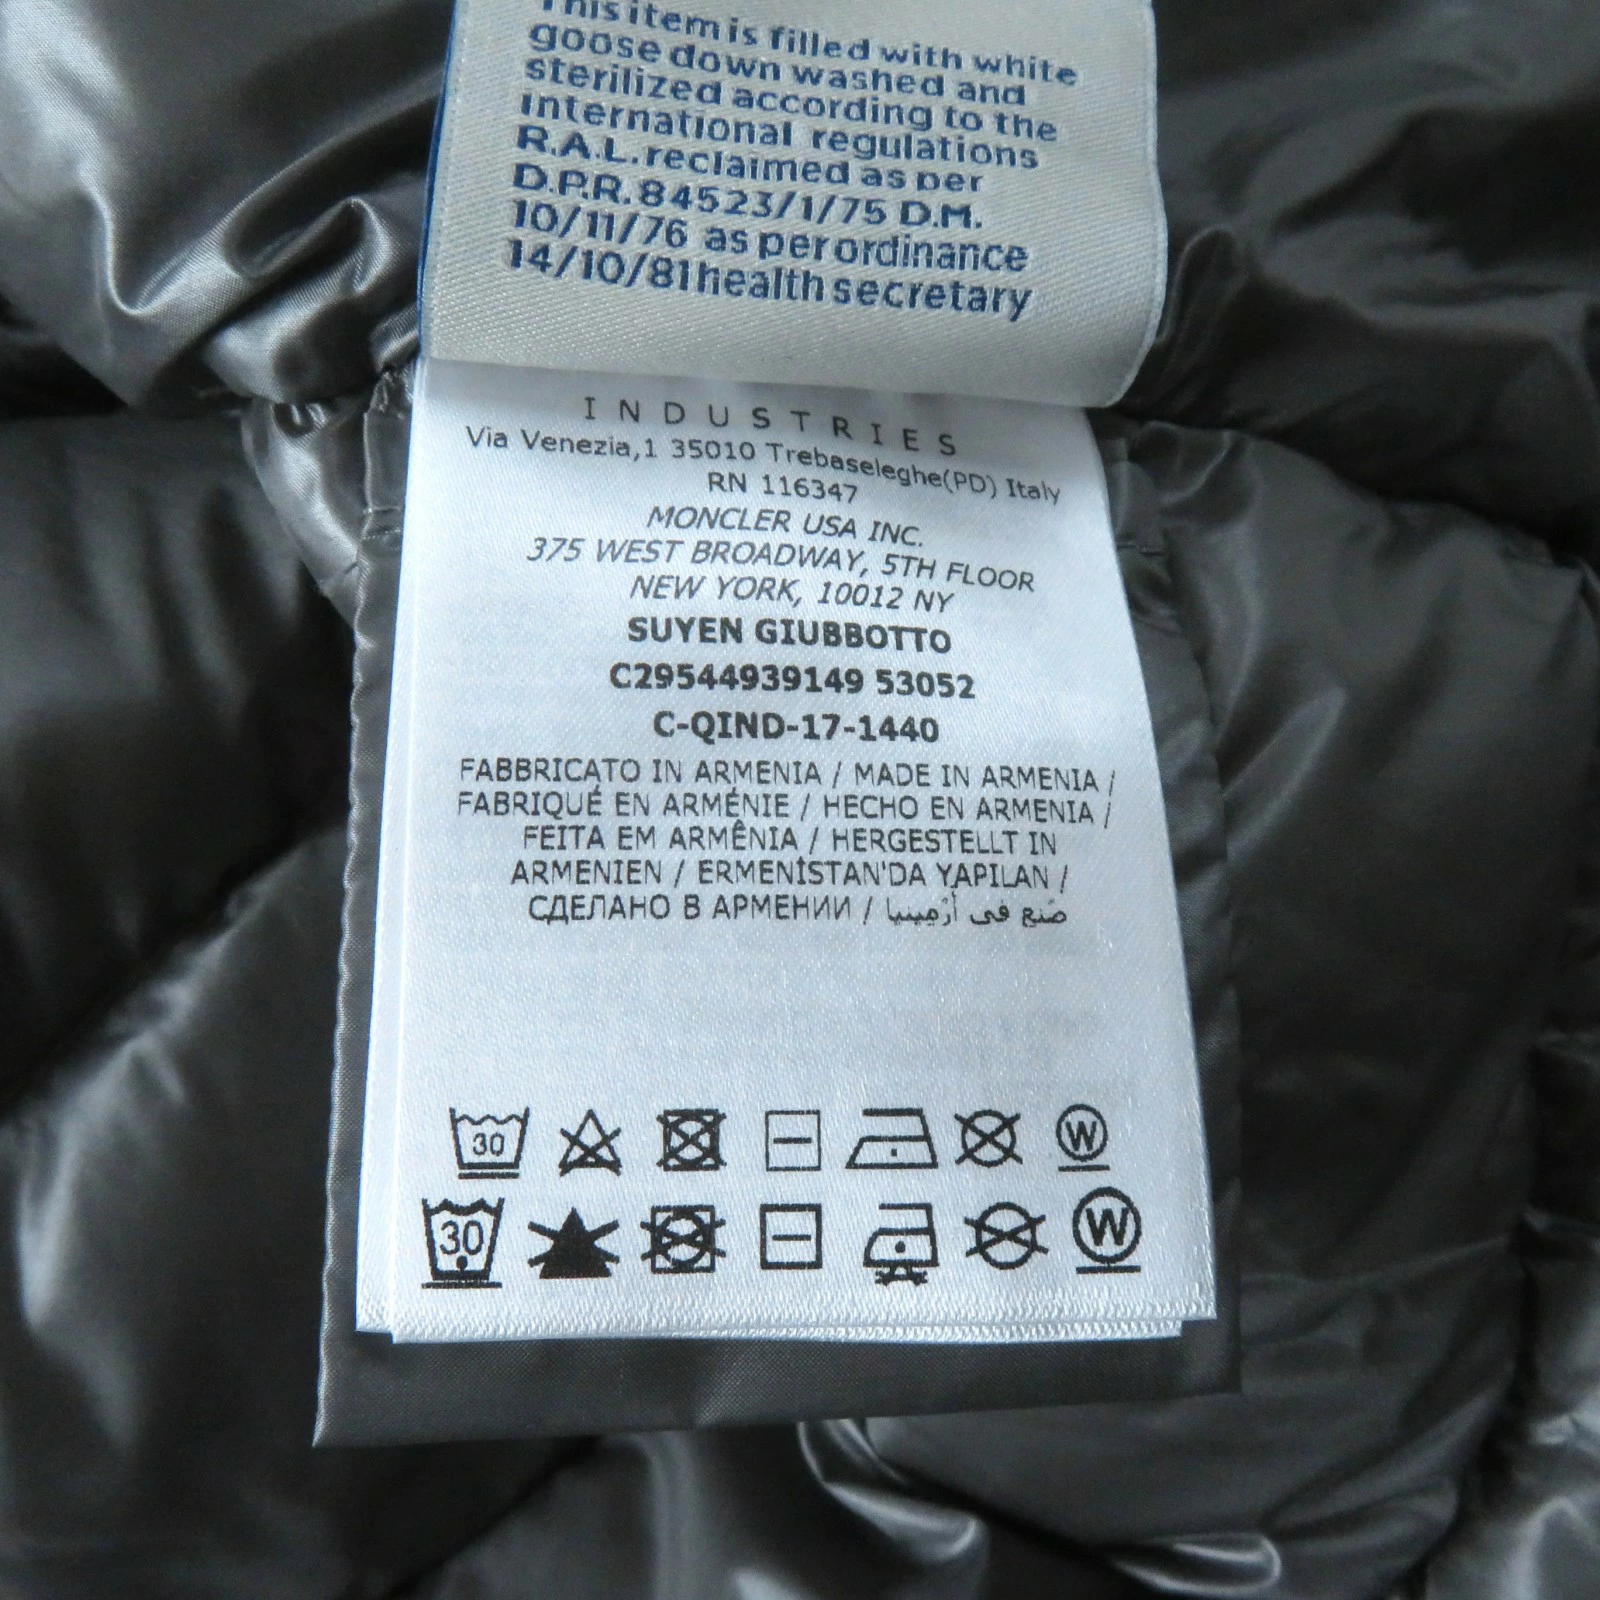 This item is filled with white
goose down washed and
sterilized according to the
international regulations
R.A.L. reclaimed as per
D.P.R. 84523/1/75 D.M.
10/11/76 as per ordinance
14/10/81 health secretary
INDUSTRIES
Via Venezia,1 35010 Trebaseleghe(PD) Italy
RN 116347
MONCLER USA INC.
375 WEST BROADWAY, 5TH FLOOR
NEW YORK, 10012 NY
SUYEN GIUBBOTTO
C29544939149 53052
C-QIND-17-1440
FABBRICATO IN ARMENIA / MADE IN ARMENIA /
FABRIQUÉ EN ARMÉNIE / HECHO EN ARMENIA /
FEITA EM ARMÊNIA / HERGESTELLT IN
ARMENIEN / ERMENİSTAN'DA YAPILAN /
СДЕЛАНО В АРМЕНИИ / صُنع في أرْمينيا
30 W
30 W